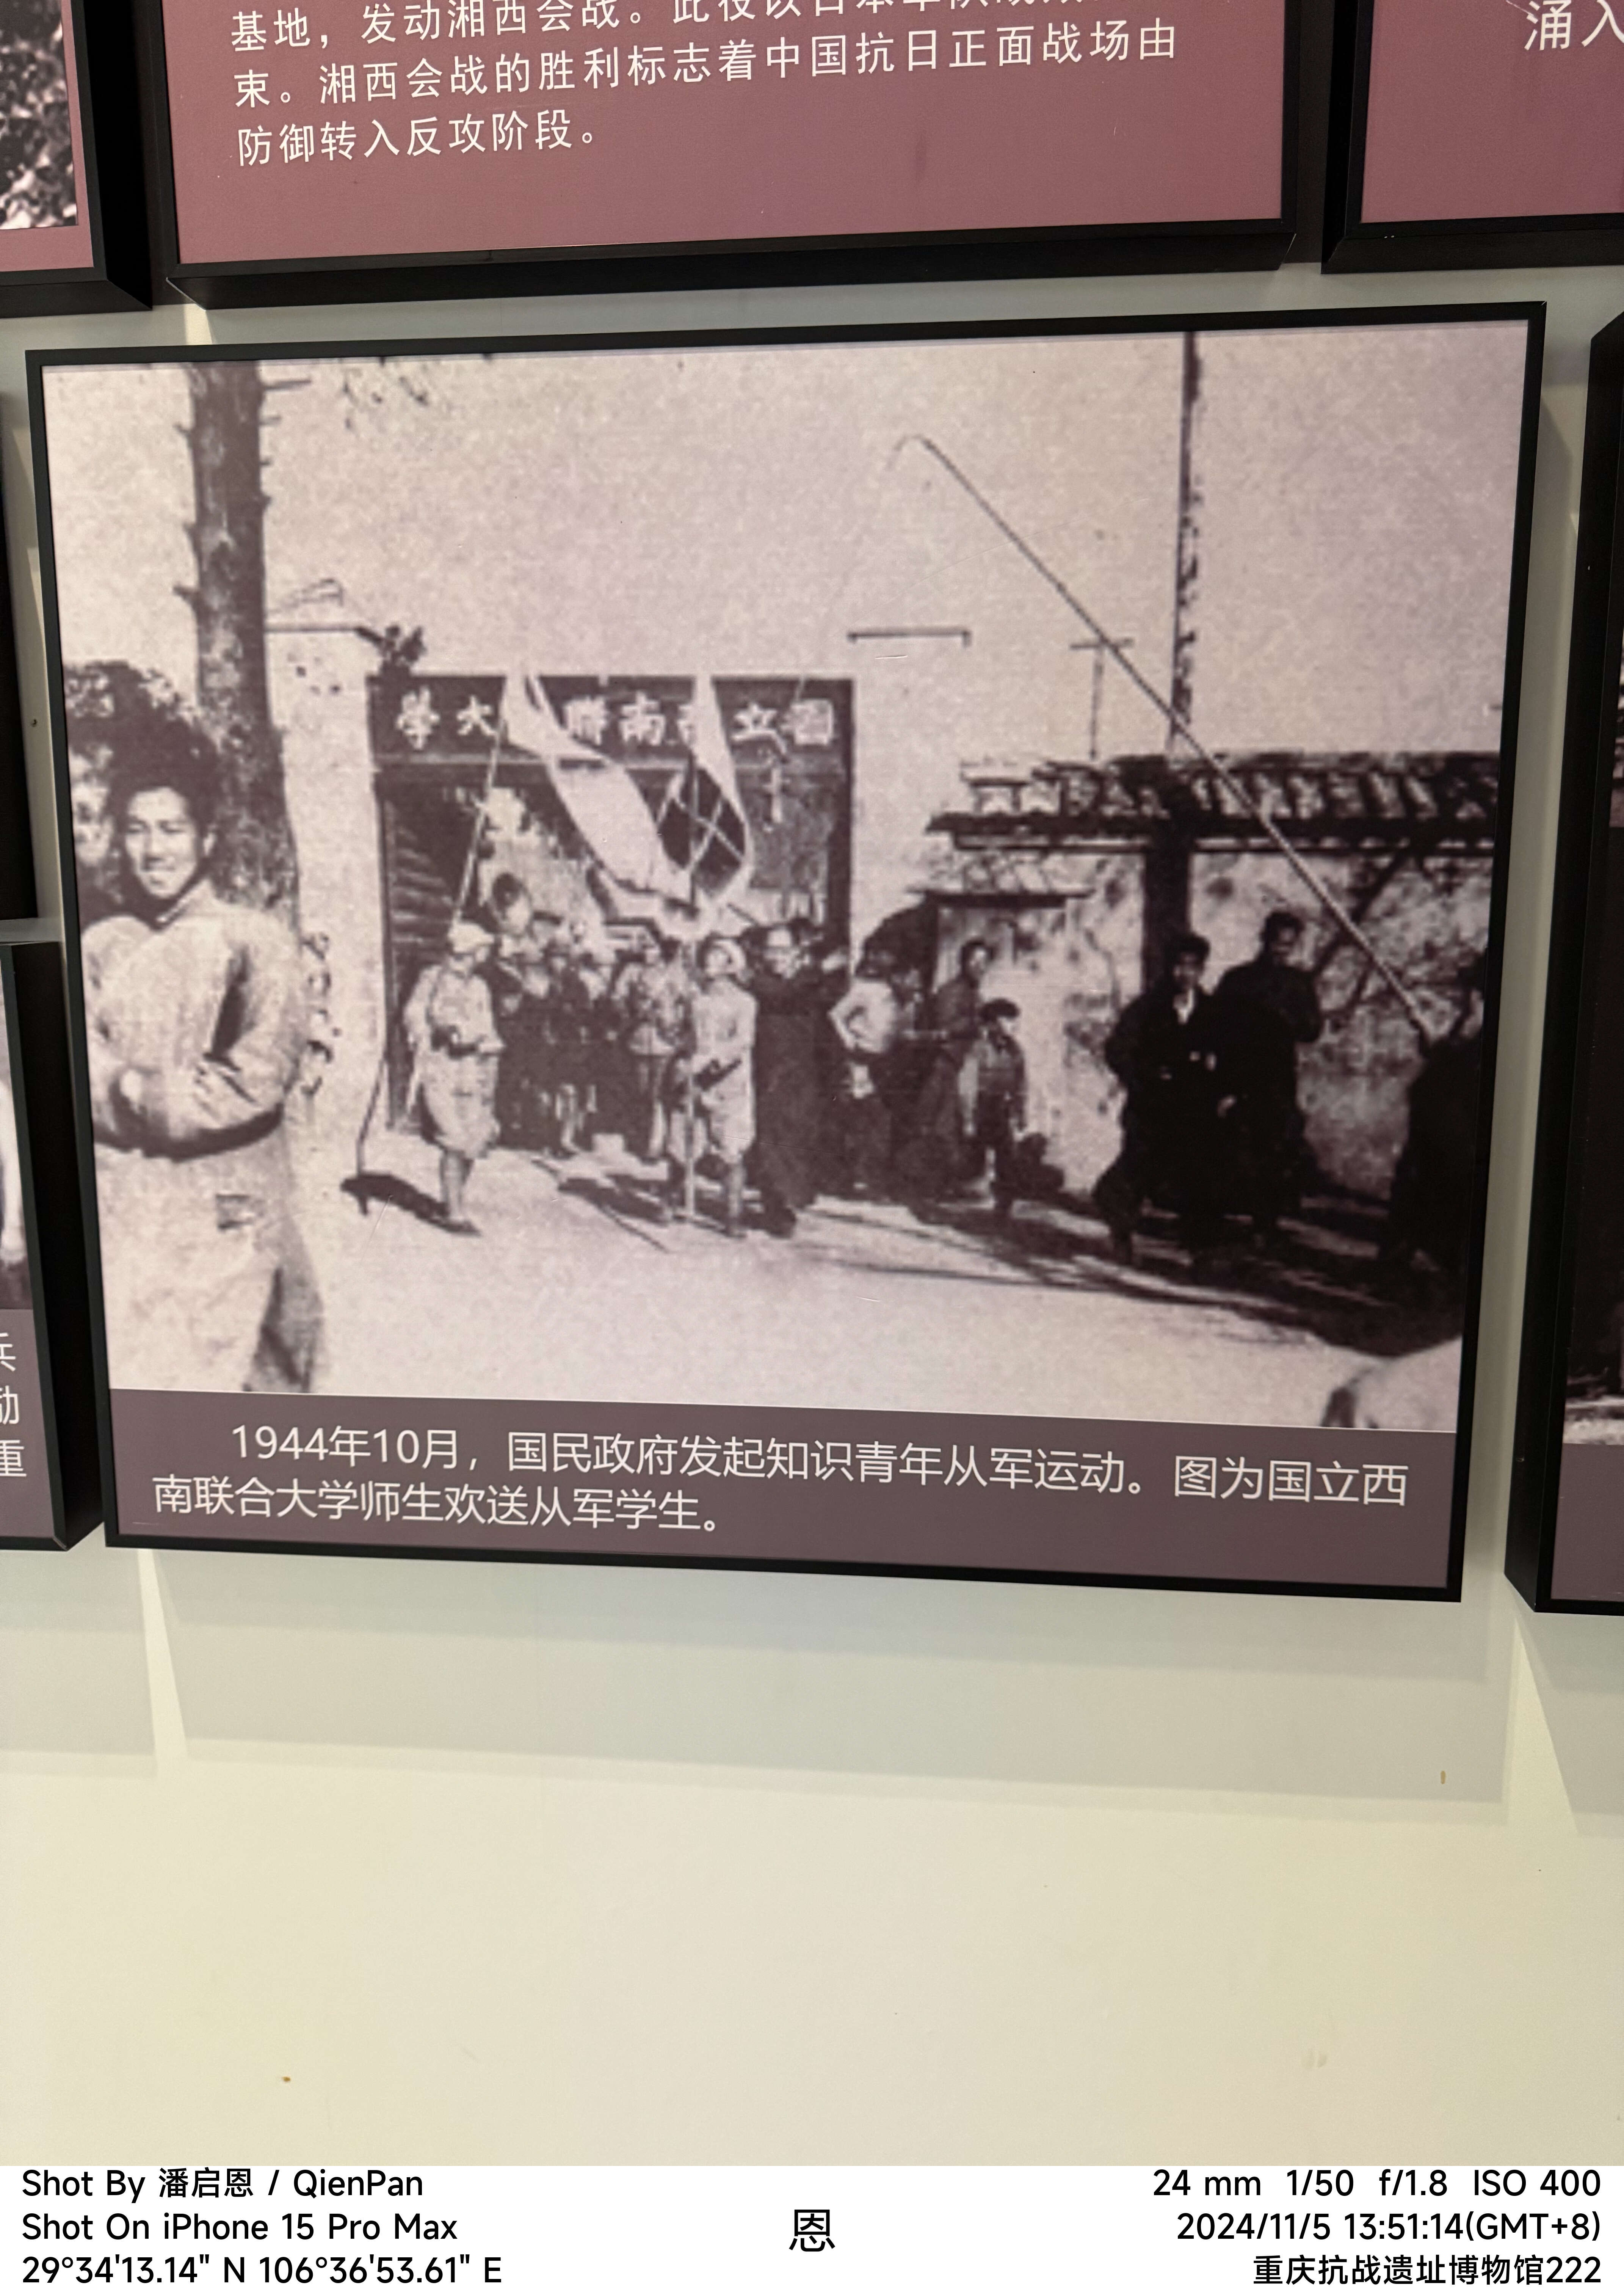 基地，发动湘西会战。此役以日本军队
束。湘西会战的胜利标志着中国抗日正面战场由
防御转入反攻阶段。
涌入
學大 南 立國
兵
励
重
1944年10月，国民政府发起知识青年从军运动。图为国立西
南联合大学师生欢送从军学生。
Shot By 潘启恩 / QienPan
Shot On iPhone 15 Pro Max
29°34'13.14" N 106°36'53.61" E
恩
24 mm 1/50 f/1.8 ISO 400
2024/11/5 13:51:14(GMT+8)
重庆抗战遗址博物馆222